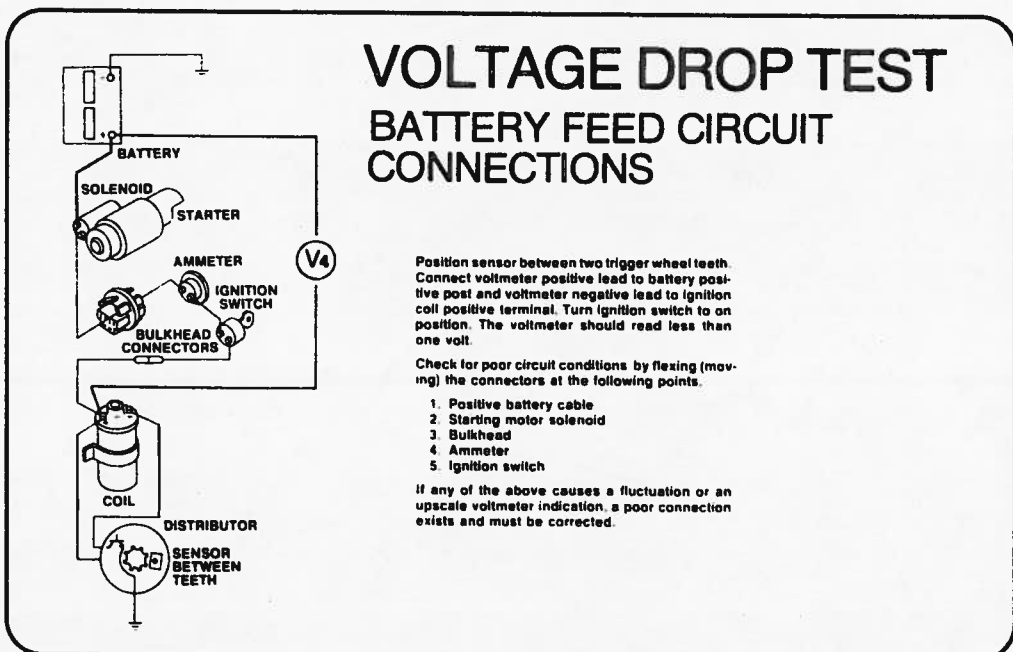 VOLTAGE DROP TEST
BATTERY FEED CIRCUIT
CONNECTIONS
BATTERY
SOLENOID
STARTER
V4
AMMETER
IGNITION
SWITCH
BULKHEAD
CONNECTORS
COIL
DISTRIBUTOR
SENSOR
BETWEEN
TEETH
Position sensor between two trigger wheel teeth.
Connect voltmeter positive lead to battery posi-
tive post and voltmeter negative lead to ignition
coil positive terminal. Turn ignition switch to on
position. The voltmeter should read less than
one volt.
Check for poor circuit conditions by flexing (mov-
ing) the connectors at the following points.
1. Positive battery cable
2. Starting motor solenoid
3. Bulkhead
4. Ammeter
5. Ignition switch
If any of the above causes a fluctuation or an
upscale voltmeter indication, a poor connection
exists and must be corrected.